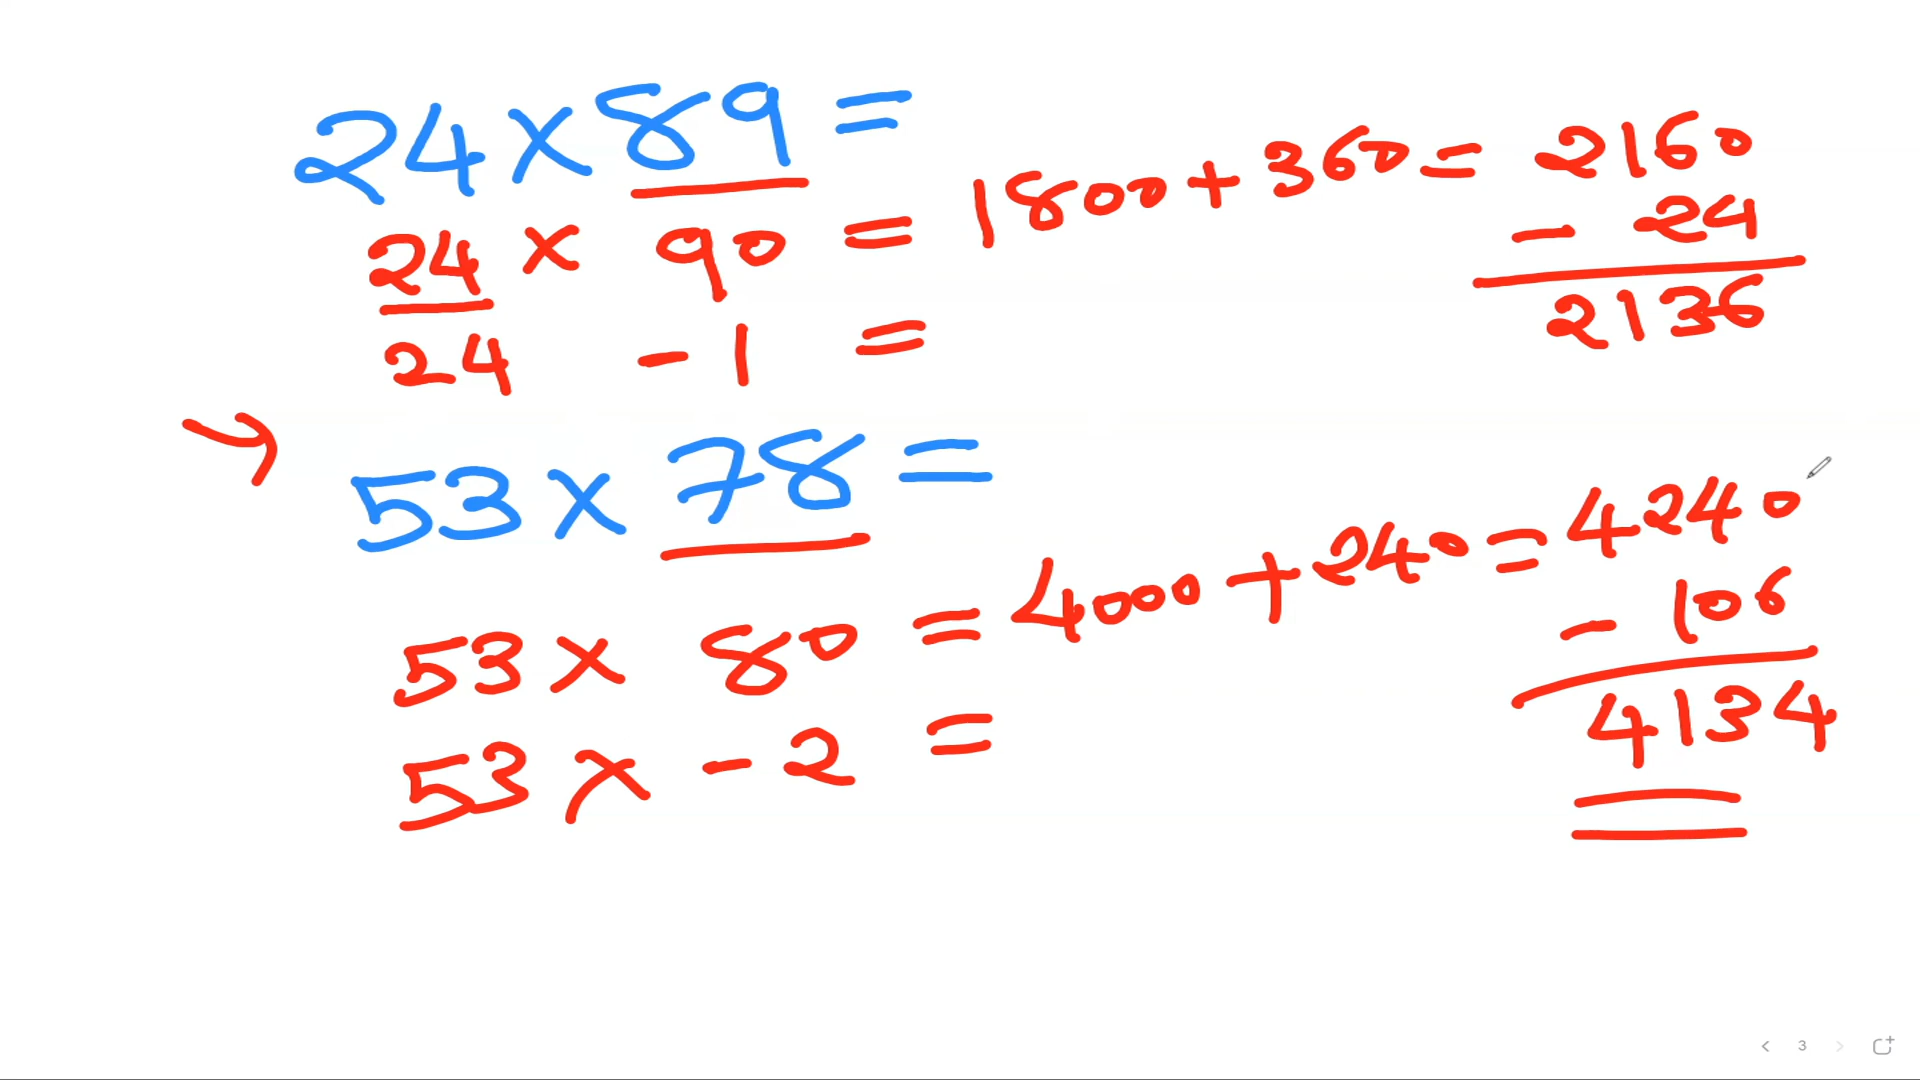 24 × 89 =
24 × 90 = 1800 + 360 = 2160
- 24
2136
24 - 1 =
→ 53 × 78 =
53 × 80 = 4000 + 240 = 4240
- 106
4134
53 × - 2 =
3